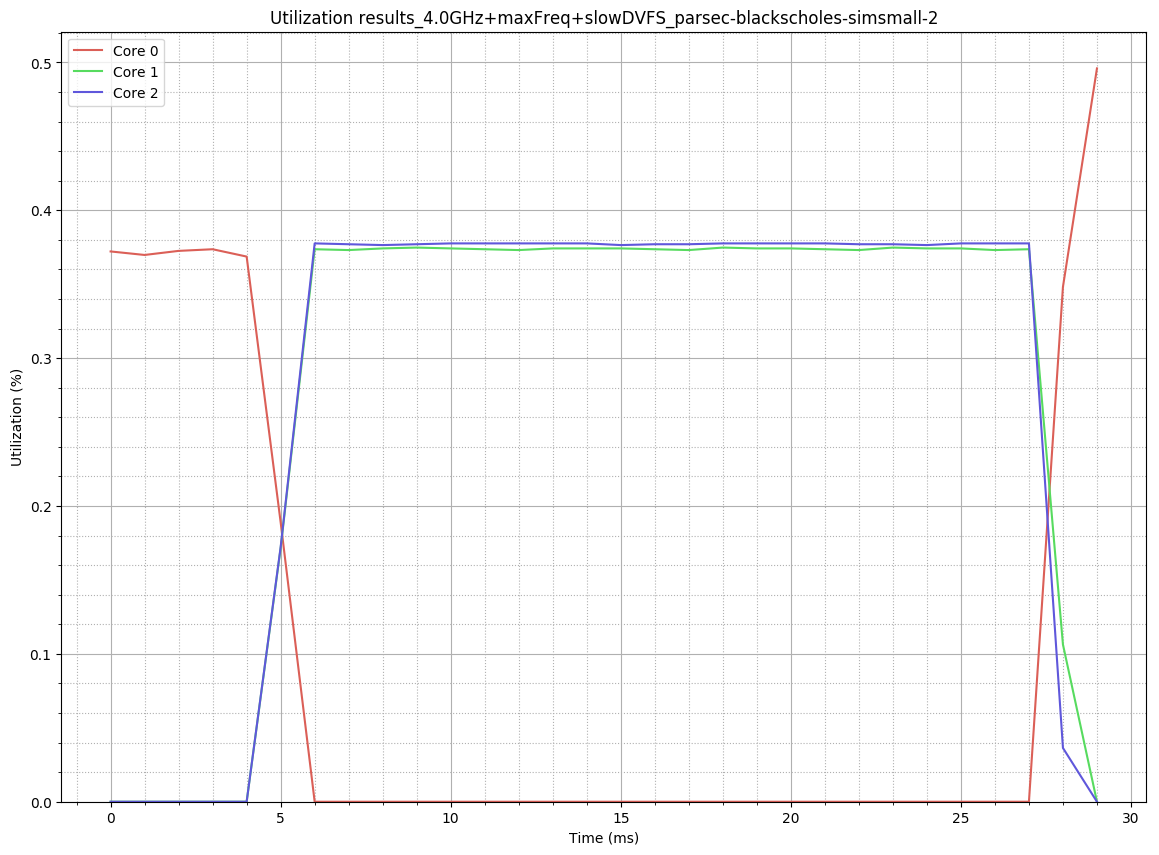 Utilization results_4.0GHz+maxFreq+slowDVFS_parsec-blackscholes-simsmall-2
Core 0
Core 1
Core 2
Utilization (%)
0.5
0.4
0.3
0.2
0.1
0.0
0 5 10 15 20 25 30
Time (ms)